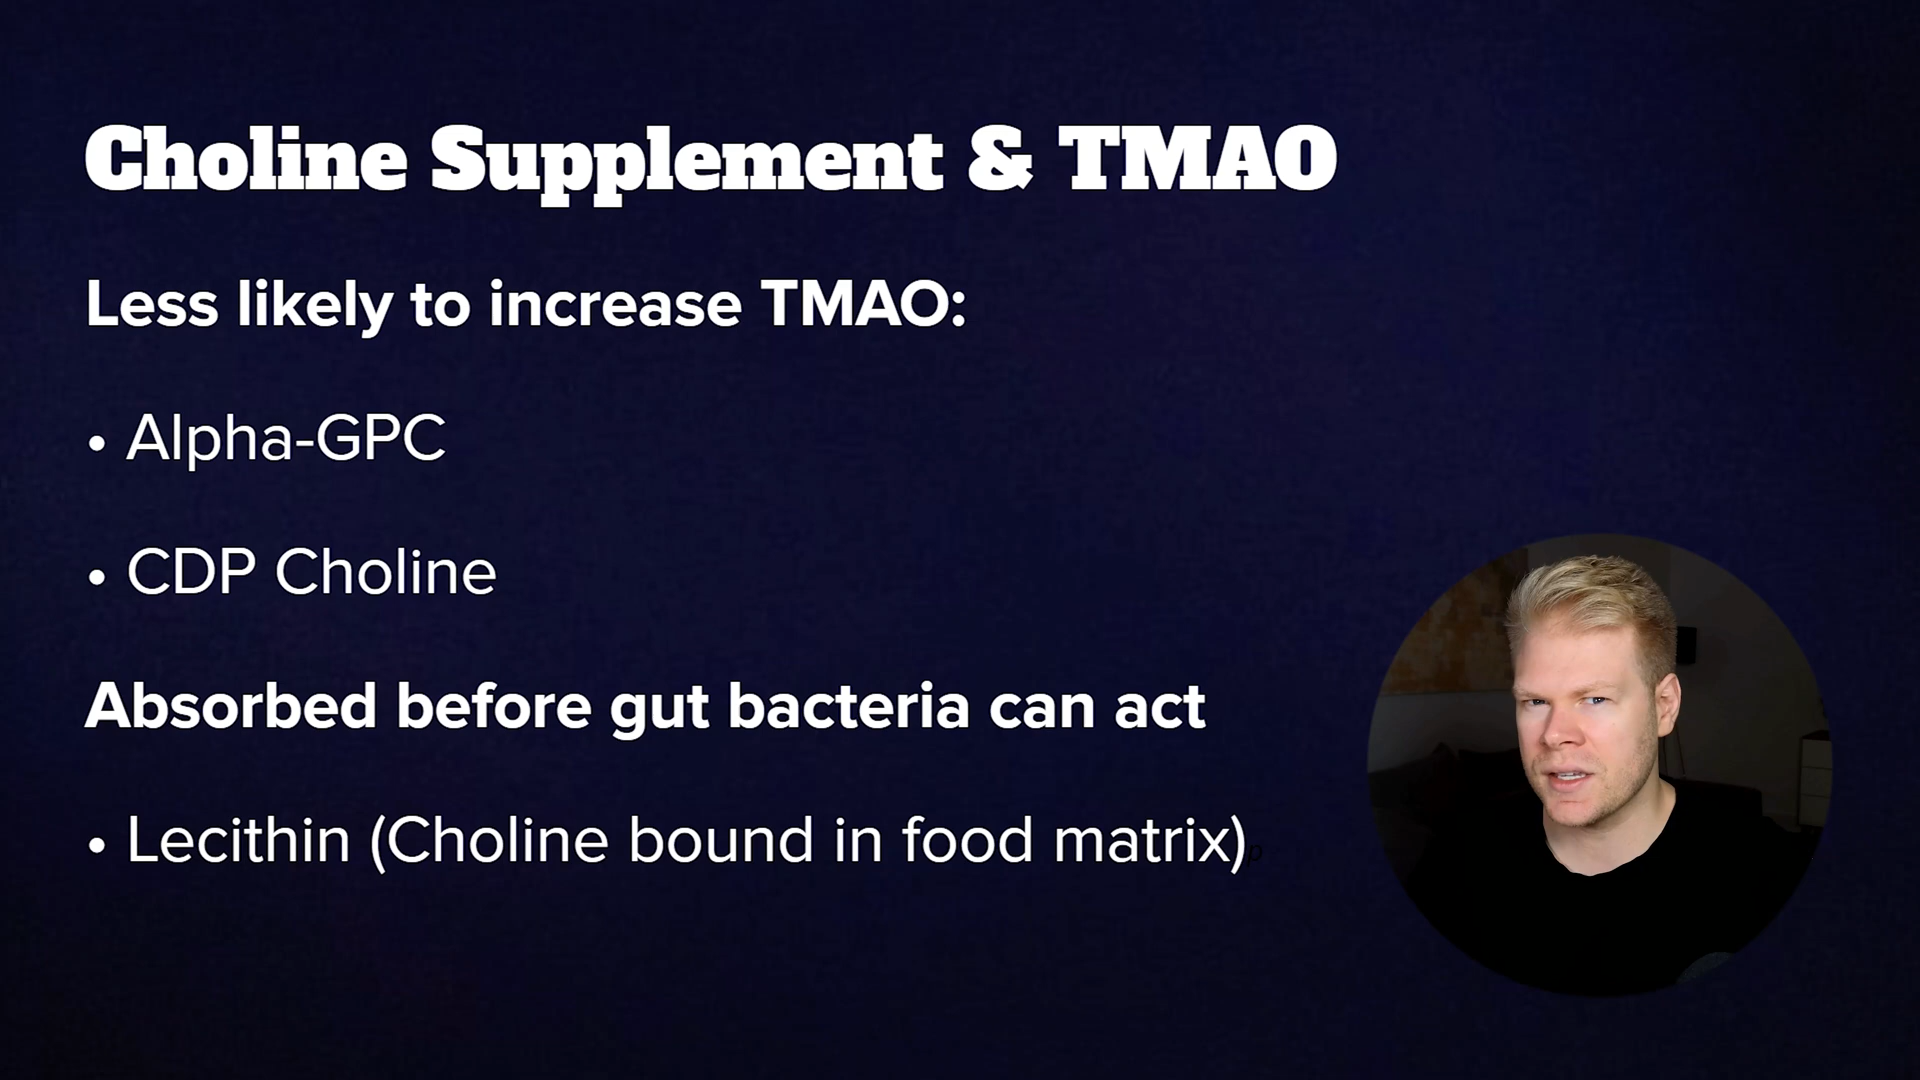 Choline Supplement & TMAO
Less likely to increase TMAO:
• Alpha-GPC
• CDP Choline
Absorbed before gut bacteria can act
• Lecithin (Choline bound in food matrix)p